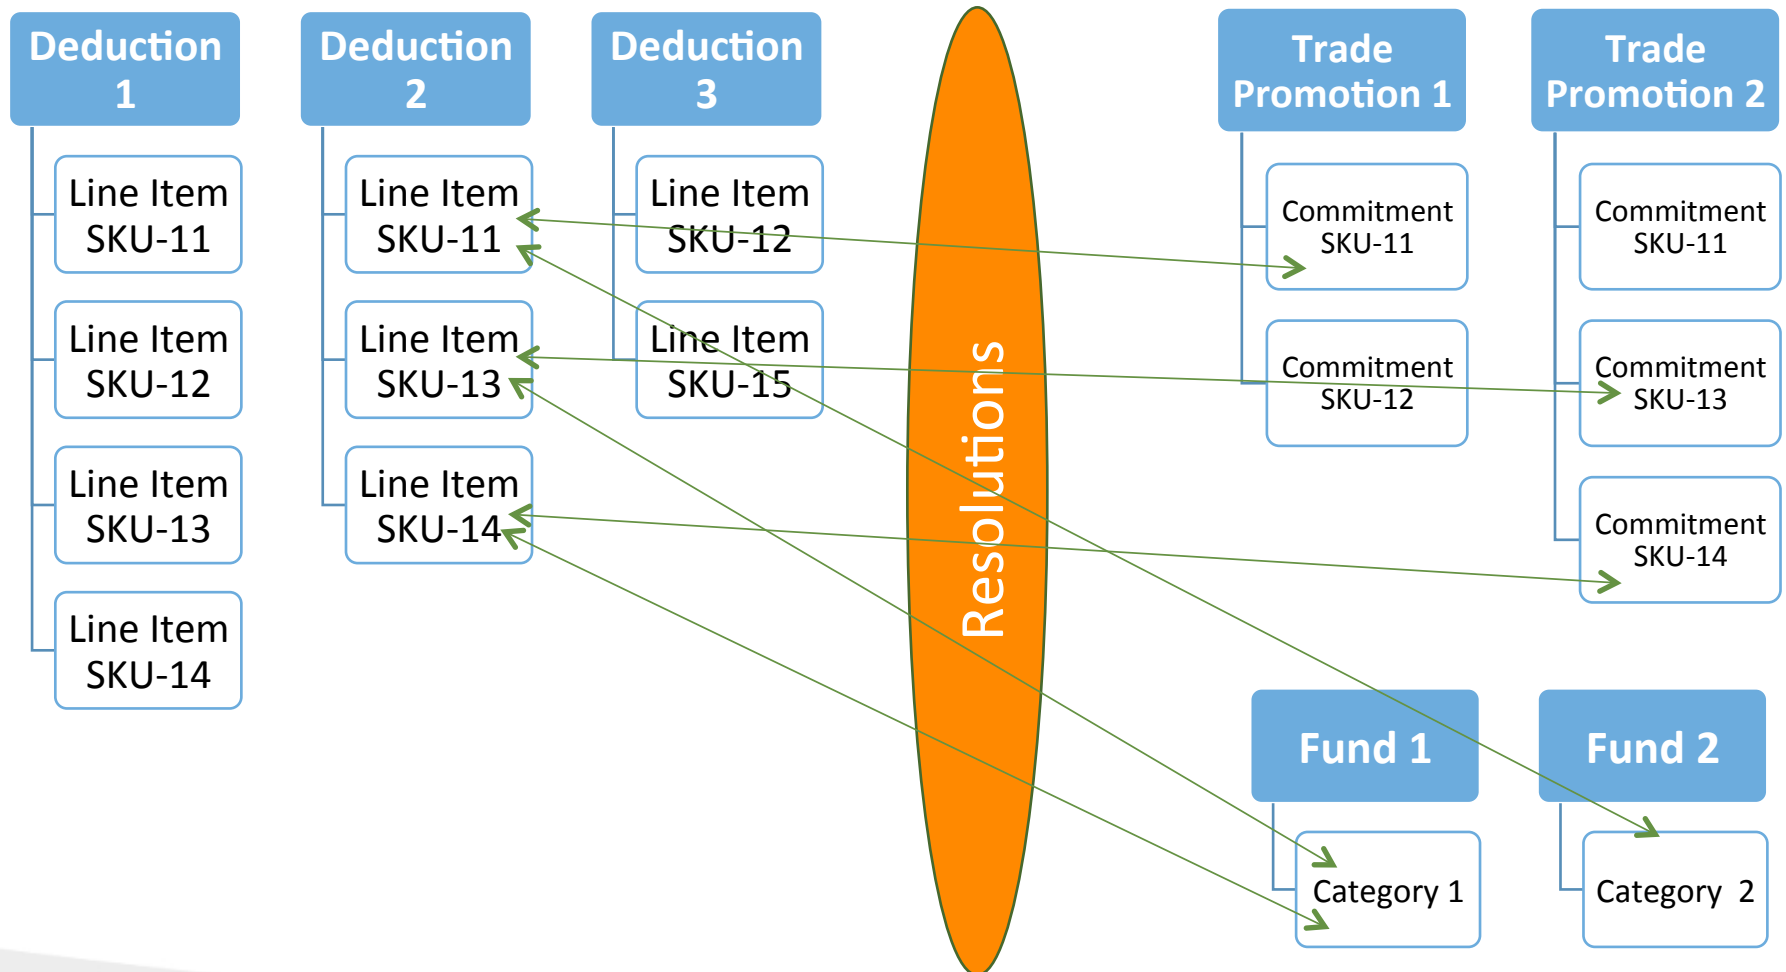 Deduction
1
Line Item
SKU-11
Line Item
SKU-12
Line Item
SKU-13
Line Item
SKU-14
Deduction
2
Line Item
SKU-11
Line Item
SKU-13
Line Item
SKU-14
Deduction
3
Line Item
SKU-12
Line Item
SKU-15
Resolutions
Trade
Promotion 1
Commitment
SKU-11
Commitment
SKU-12
Trade
Promotion 2
Commitment
SKU-11
Commitment
SKU-13
Commitment
SKU-14
Fund 1
Category 1
Fund 2
Category 2